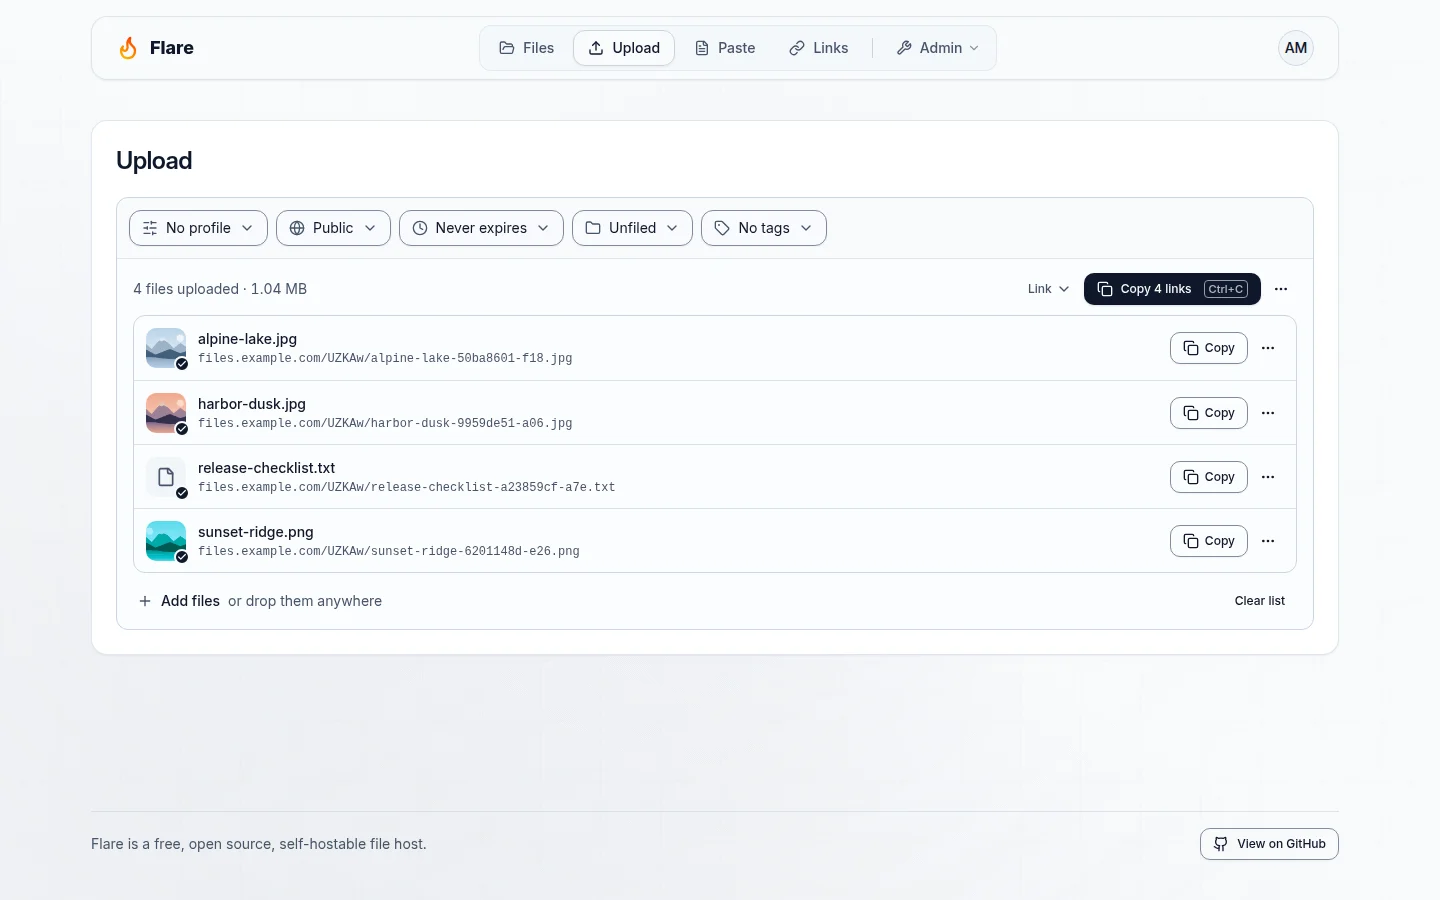 Flare
Files
Upload
Paste
Links
Admin
AM
Upload
No profile
Public
Never expires
Unfiled
No tags
4 files uploaded · 1.04 MB
Link
Copy 4 links Ctrl+C
alpine-lake.jpg
files.example.com/UZKAw/alpine-lake-50ba8601-f18.jpg
Copy
harbor-dusk.jpg
files.example.com/UZKAw/harbor-dusk-9959de51-a06.jpg
Copy
release-checklist.txt
files.example.com/UZKAw/release-checklist-a23859cf-a7e.txt
Copy
sunset-ridge.png
files.example.com/UZKAw/sunset-ridge-6201148d-e26.png
Copy
Add files or drop them anywhere
Clear list
Flare is a free, open source, self-hostable file host.
View on GitHub